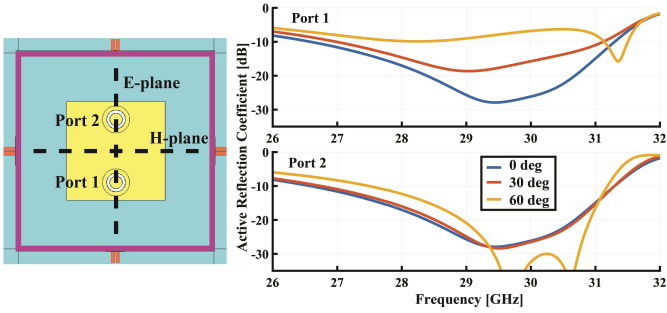 E-plane
Port 2
H-plane
Port 1
Active Reflection Coefficient [dB]
Port 1
0
-10
-20
-30
26 27 28 29 30 31 32
Port 2
0 deg
30 deg
60 deg
0
-10
-20
-30
26 27 28 29 30 31 32
Frequency [GHz]